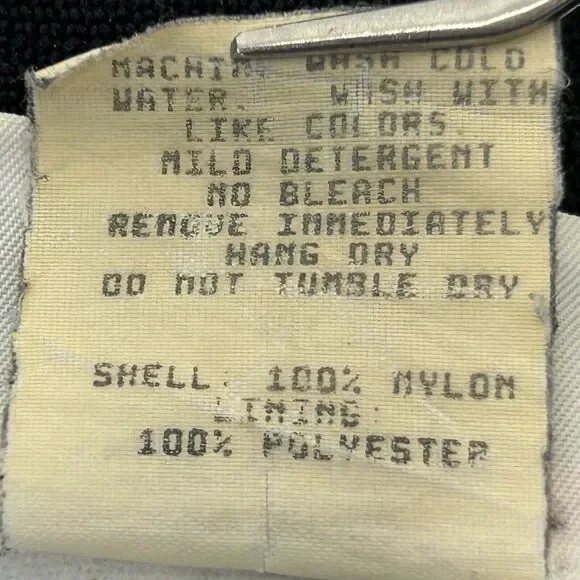 MACHINE WASH COLD
WATER. WASH WITH
LIKE COLORS.
MILD DETERGENT
NO BLEACH
REMOVE IMMEDIATELY
HANG DRY
DO NOT TUMBLE DRY.
SHELL: 100% NYLON
LINING:
100% POLYESTER